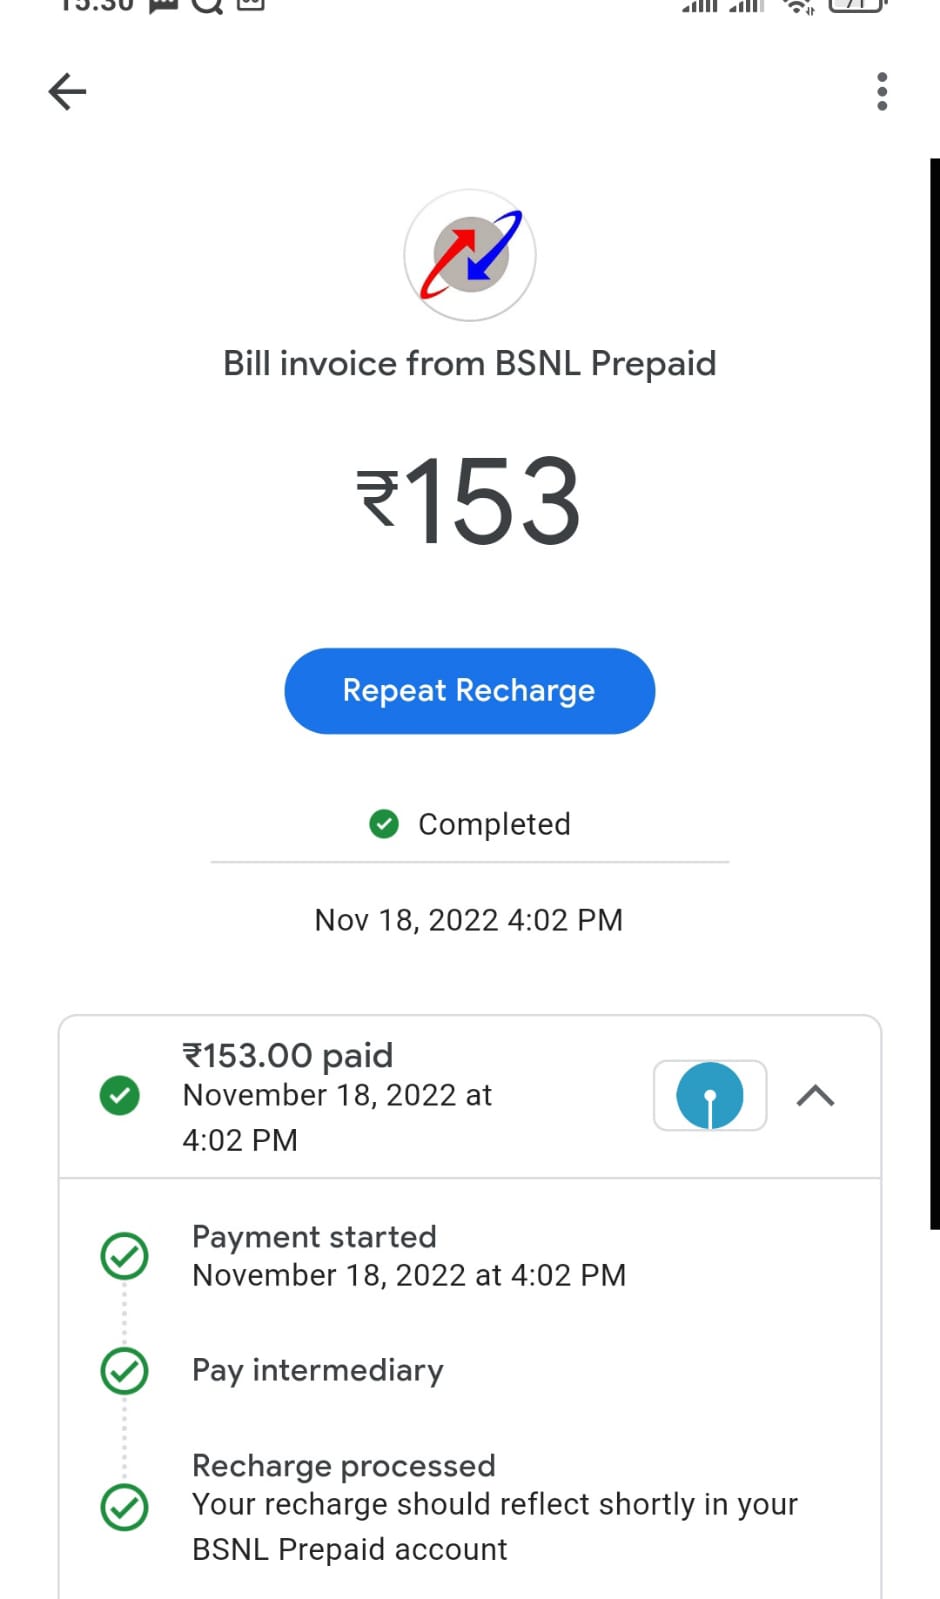 15:30
71
Bill invoice from BSNL Prepaid
₹153
Repeat Recharge
Completed
Nov 18, 2022 4:02 PM
₹153.00 paid
November 18, 2022 at
4:02 PM
Payment started
November 18, 2022 at 4:02 PM
Pay intermediary
Recharge processed
Your recharge should reflect shortly in your
BSNL Prepaid account